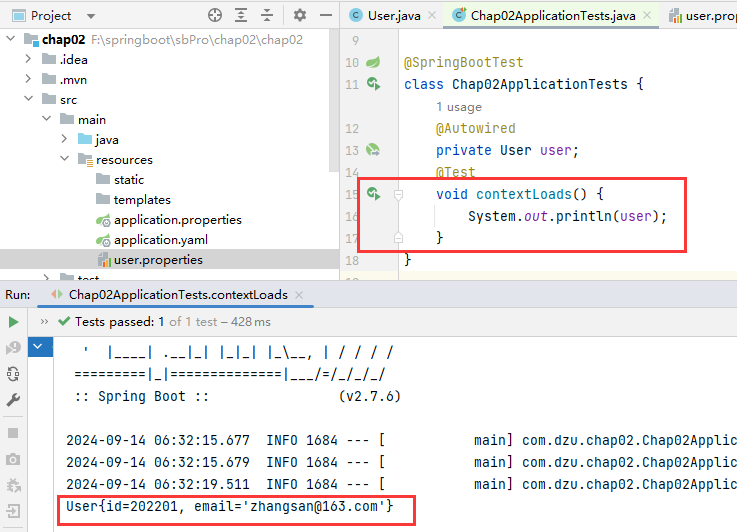 Project
User.java
Chap02ApplicationTests.java
user.prop
chap02 F:\springboot\sbPro\chap02\chap02
.idea
.mvn
src
main
java
resources
static
templates
application.properties
application.yaml
user.properties
test
9
10 @SpringBootTest
11 class Chap02ApplicationTests {
1 usage
12 @Autowired
13 private User user;
14 @Test
15 void contextLoads() {
16 System.out.println(user);
17 }
18 }
Run: Chap02ApplicationTests.contextLoads
Tests passed: 1 of 1 test – 428 ms
'  |____| .__|_| |_|_| |_\__, | / / / /
=========|_|==============|___/=/_/_/_/
:: Spring Boot :: (v2.7.6)
2024-09-14 06:32:15.677  INFO 1684 --- [           main] com.dzu.chap02.Chap02Applic
2024-09-14 06:32:15.679  INFO 1684 --- [           main] com.dzu.chap02.Chap02Applic
2024-09-14 06:32:19.511  INFO 1684 --- [           main] com.dzu.chap02.Chap02Applic
User{id=202201, email='zhangsan@163.com'}